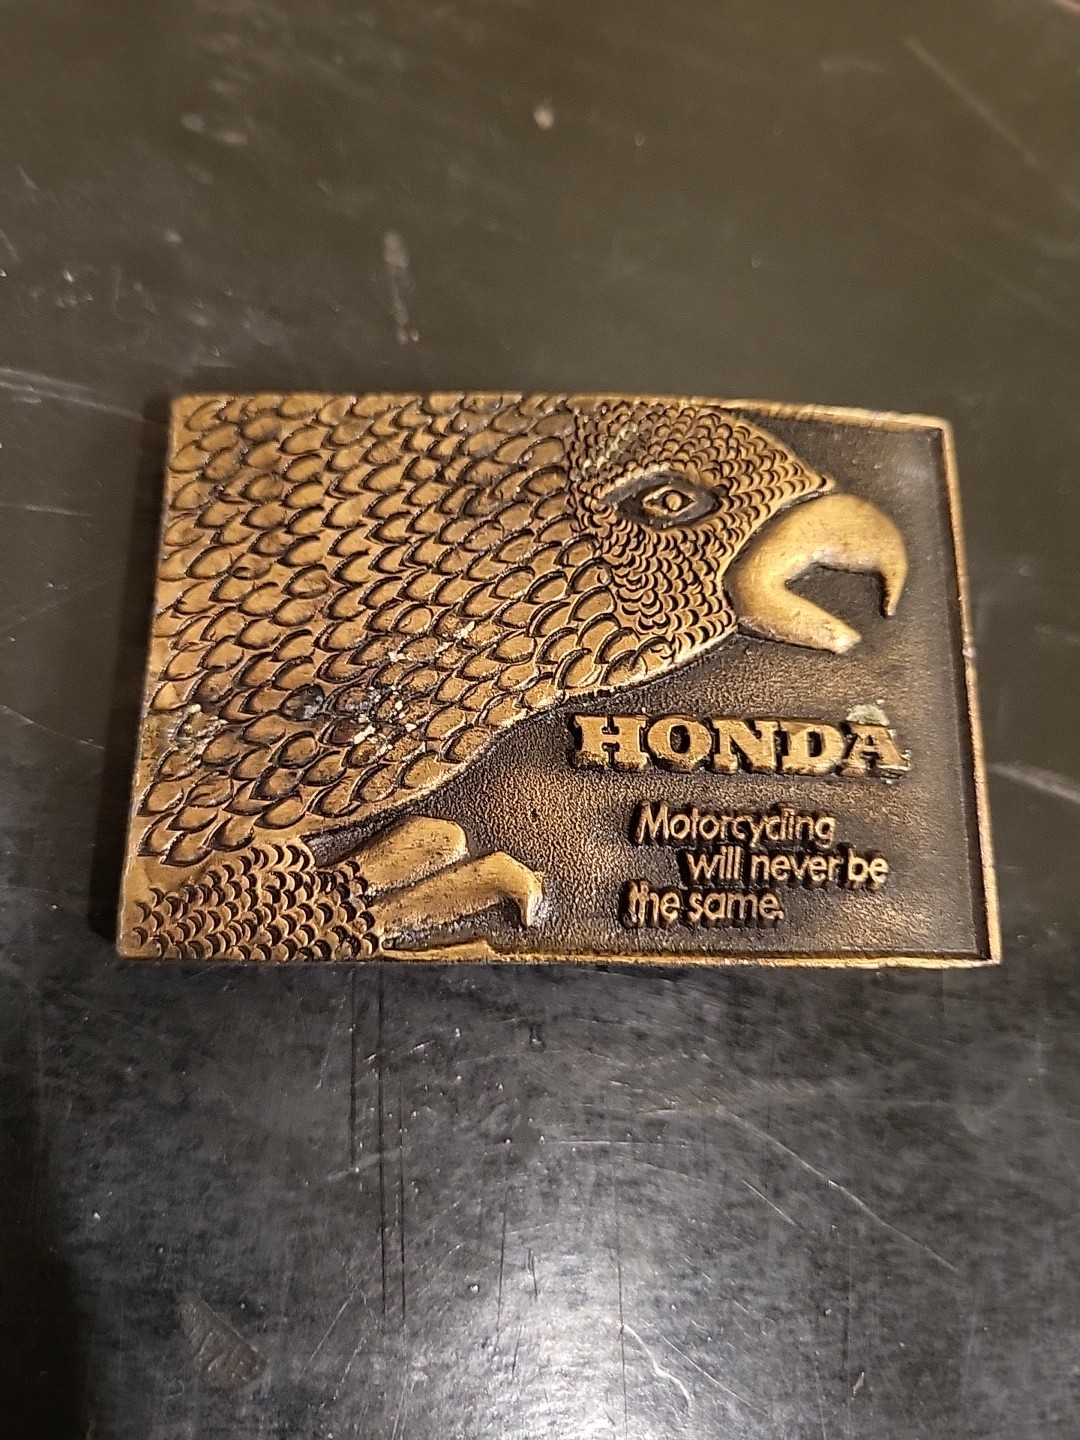 HONDA
Motorcycling
will never be
the same.